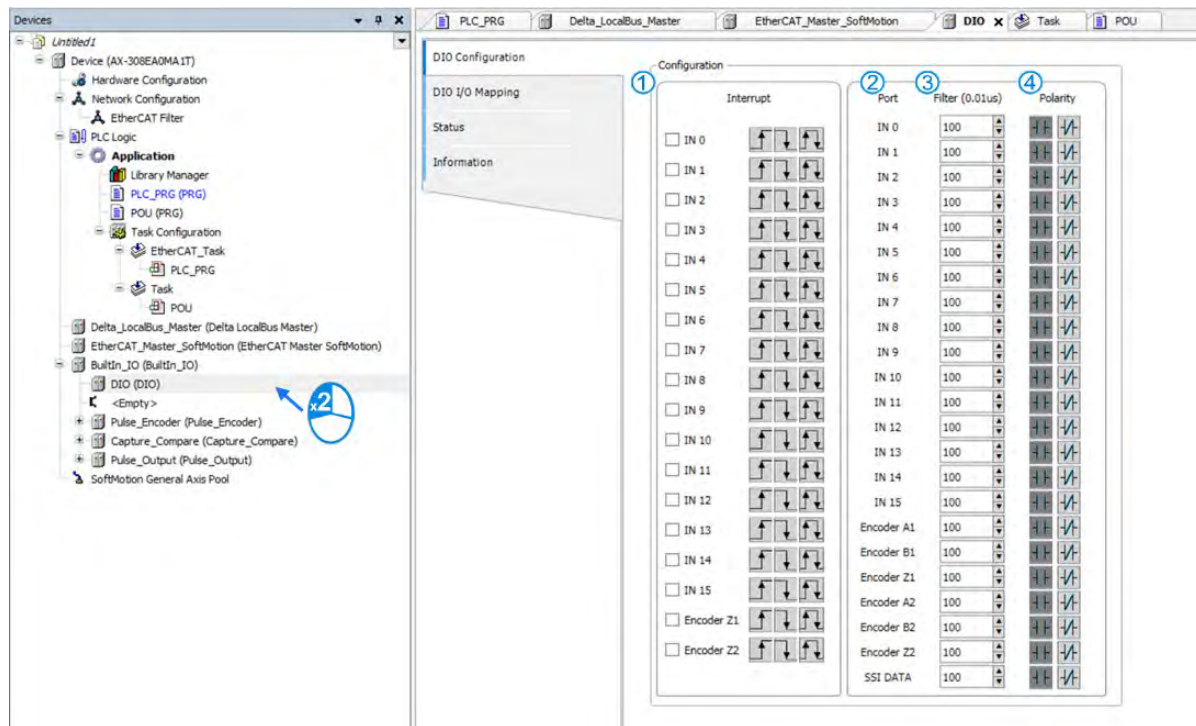 Devices
Untitled1
Device (AX-308EA0MA1T)
Hardware Configuration
Network Configuration
EtherCAT Filter
PLC Logic
Application
Library Manager
PLC_PRG (PRG)
POU (PRG)
Task Configuration
EtherCAT_Task
PLC_PRG
Task
POU
Delta_LocalBus_Master (Delta LocalBus Master)
EtherCAT_Master_SoftMotion (EtherCAT Master SoftMotion)
BuiltIn_IO (BuiltIn_IO)
DIO (DIO)
<Empty>
Pulse_Encoder (Pulse_Encoder)
Capture_Compare (Capture_Compare)
Pulse_Output (Pulse_Output)
SoftMotion General Axis Pool
x2
PLC_PRG Delta_LocalBus_Master EtherCAT_Master_SoftMotion DIO Task POU
DIO Configuration
DIO I/O Mapping
Status
Information
Configuration
① ② ③ ④
Interrupt
IN 0
IN 1
IN 2
IN 3
IN 4
IN 5
IN 6
IN 7
IN 8
IN 9
IN 10
IN 11
IN 12
IN 13
IN 14
IN 15
Encoder Z1
Encoder Z2
Port Filter (0.01us) Polarity
IN 0 100
IN 1 100
IN 2 100
IN 3 100
IN 4 100
IN 5 100
IN 6 100
IN 7 100
IN 8 100
IN 9 100
IN 10 100
IN 11 100
IN 12 100
IN 13 100
IN 14 100
IN 15 100
Encoder A1 100
Encoder B1 100
Encoder Z1 100
Encoder A2 100
Encoder B2 100
Encoder Z2 100
SSI DATA 100